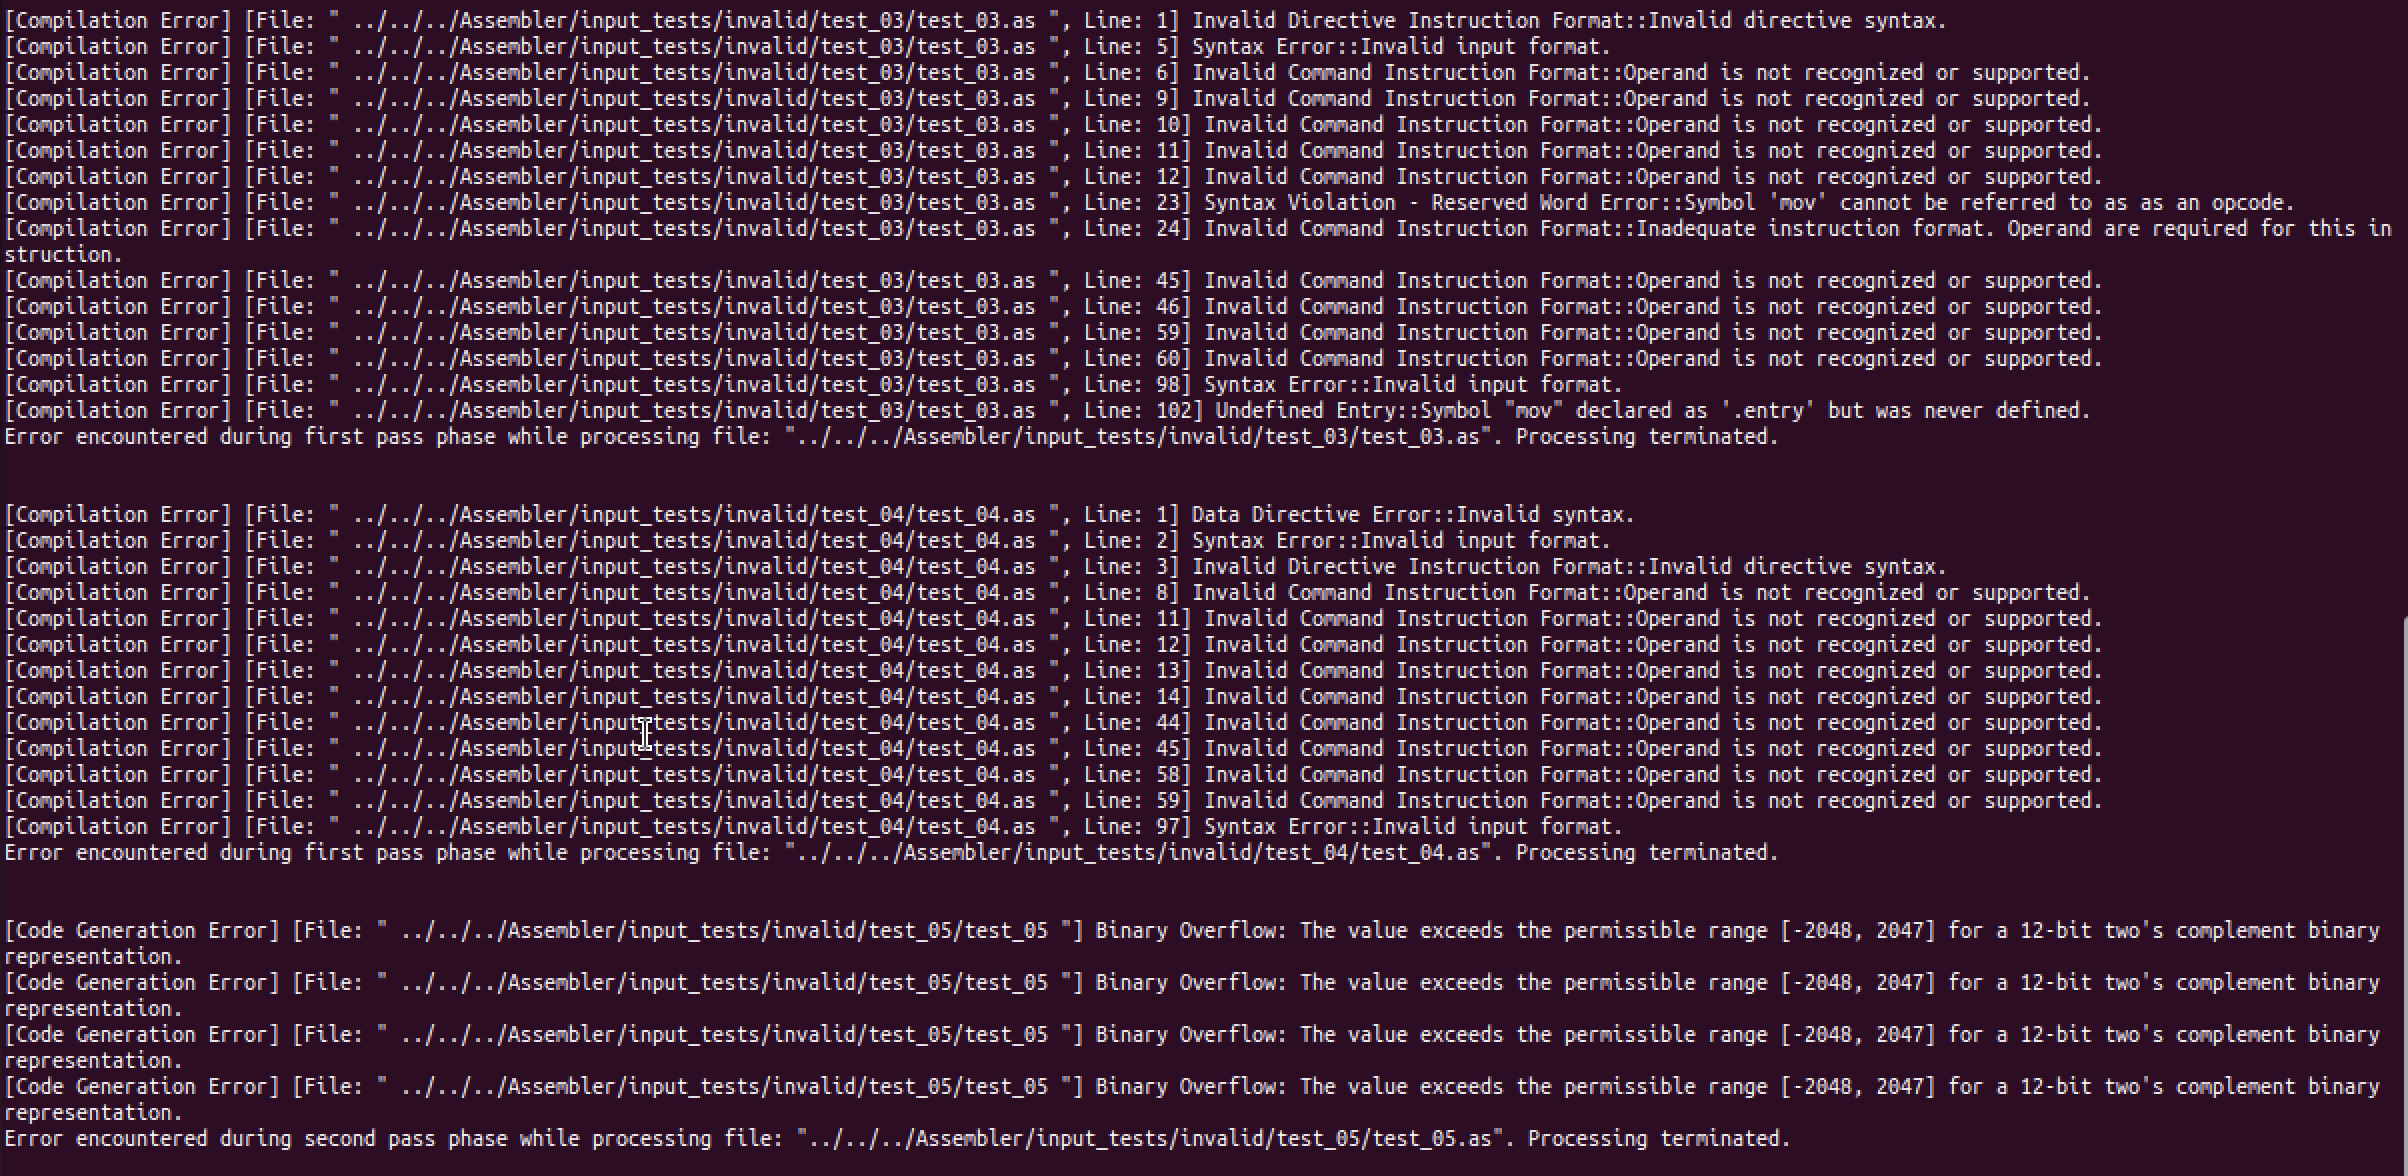 [Compilation Error] [File: " ../../../Assembler/input_tests/invalid/test_03/test_03.as ", Line: 1] Invalid Directive Instruction Format::Invalid directive syntax.
[Compilation Error] [File: " ../../../Assembler/input_tests/invalid/test_03/test_03.as ", Line: 5] Syntax Error::Invalid input format.
[Compilation Error] [File: " ../../../Assembler/input_tests/invalid/test_03/test_03.as ", Line: 6] Invalid Command Instruction Format::Operand is not recognized or supported.
[Compilation Error] [File: " ../../../Assembler/input_tests/invalid/test_03/test_03.as ", Line: 9] Invalid Command Instruction Format::Operand is not recognized or supported.
[Compilation Error] [File: " ../../../Assembler/input_tests/invalid/test_03/test_03.as ", Line: 10] Invalid Command Instruction Format::Operand is not recognized or supported.
[Compilation Error] [File: " ../../../Assembler/input_tests/invalid/test_03/test_03.as ", Line: 11] Invalid Command Instruction Format::Operand is not recognized or supported.
[Compilation Error] [File: " ../../../Assembler/input_tests/invalid/test_03/test_03.as ", Line: 12] Invalid Command Instruction Format::Operand is not recognized or supported.
[Compilation Error] [File: " ../../../Assembler/input_tests/invalid/test_03/test_03.as ", Line: 23] Syntax Violation - Reserved Word Error::Symbol 'mov' cannot be referred to as as an opcode.
[Compilation Error] [File: " ../../../Assembler/input_tests/invalid/test_03/test_03.as ", Line: 24] Invalid Command Instruction Format::Inadequate instruction format. Operand are required for this in
struction.
[Compilation Error] [File: " ../../../Assembler/input_tests/invalid/test_03/test_03.as ", Line: 45] Invalid Command Instruction Format::Operand is not recognized or supported.
[Compilation Error] [File: " ../../../Assembler/input_tests/invalid/test_03/test_03.as ", Line: 46] Invalid Command Instruction Format::Operand is not recognized or supported.
[Compilation Error] [File: " ../../../Assembler/input_tests/invalid/test_03/test_03.as ", Line: 59] Invalid Command Instruction Format::Operand is not recognized or supported.
[Compilation Error] [File: " ../../../Assembler/input_tests/invalid/test_03/test_03.as ", Line: 60] Invalid Command Instruction Format::Operand is not recognized or supported.
[Compilation Error] [File: " ../../../Assembler/input_tests/invalid/test_03/test_03.as ", Line: 98] Syntax Error::Invalid input format.
[Compilation Error] [File: " ../../../Assembler/input_tests/invalid/test_03/test_03.as ", Line: 102] Undefined Entry::Symbol "mov" declared as '.entry' but was never defined.
Error encountered during first pass phase while processing file: "../../../Assembler/input_tests/invalid/test_03/test_03.as". Processing terminated.
[Compilation Error] [File: " ../../../Assembler/input_tests/invalid/test_04/test_04.as ", Line: 1] Data Directive Error::Invalid syntax.
[Compilation Error] [File: " ../../../Assembler/input_tests/invalid/test_04/test_04.as ", Line: 2] Syntax Error::Invalid input format.
[Compilation Error] [File: " ../../../Assembler/input_tests/invalid/test_04/test_04.as ", Line: 3] Invalid Directive Instruction Format::Invalid directive syntax.
[Compilation Error] [File: " ../../../Assembler/input_tests/invalid/test_04/test_04.as ", Line: 8] Invalid Command Instruction Format::Operand is not recognized or supported.
[Compilation Error] [File: " ../../../Assembler/input_tests/invalid/test_04/test_04.as ", Line: 11] Invalid Command Instruction Format::Operand is not recognized or supported.
[Compilation Error] [File: " ../../../Assembler/input_tests/invalid/test_04/test_04.as ", Line: 12] Invalid Command Instruction Format::Operand is not recognized or supported.
[Compilation Error] [File: " ../../../Assembler/input_tests/invalid/test_04/test_04.as ", Line: 13] Invalid Command Instruction Format::Operand is not recognized or supported.
[Compilation Error] [File: " ../../../Assembler/input_tests/invalid/test_04/test_04.as ", Line: 14] Invalid Command Instruction Format::Operand is not recognized or supported.
[Compilation Error] [File: " ../../../Assembler/input_tests/invalid/test_04/test_04.as ", Line: 44] Invalid Command Instruction Format::Operand is not recognized or supported.
[Compilation Error] [File: " ../../../Assembler/input_tests/invalid/test_04/test_04.as ", Line: 45] Invalid Command Instruction Format::Operand is not recognized or supported.
[Compilation Error] [File: " ../../../Assembler/input_tests/invalid/test_04/test_04.as ", Line: 58] Invalid Command Instruction Format::Operand is not recognized or supported.
[Compilation Error] [File: " ../../../Assembler/input_tests/invalid/test_04/test_04.as ", Line: 59] Invalid Command Instruction Format::Operand is not recognized or supported.
[Compilation Error] [File: " ../../../Assembler/input_tests/invalid/test_04/test_04.as ", Line: 97] Syntax Error::Invalid input format.
Error encountered during first pass phase while processing file: "../../../Assembler/input_tests/invalid/test_04/test_04.as". Processing terminated.
[Code Generation Error] [File: " ../../../Assembler/input_tests/invalid/test_05/test_05 "] Binary Overflow: The value exceeds the permissible range [-2048, 2047] for a 12-bit two's complement binary
representation.
[Code Generation Error] [File: " ../../../Assembler/input_tests/invalid/test_05/test_05 "] Binary Overflow: The value exceeds the permissible range [-2048, 2047] for a 12-bit two's complement binary
representation.
[Code Generation Error] [File: " ../../../Assembler/input_tests/invalid/test_05/test_05 "] Binary Overflow: The value exceeds the permissible range [-2048, 2047] for a 12-bit two's complement binary
representation.
[Code Generation Error] [File: " ../../../Assembler/input_tests/invalid/test_05/test_05 "] Binary Overflow: The value exceeds the permissible range [-2048, 2047] for a 12-bit two's complement binary
representation.
Error encountered during second pass phase while processing file: "../../../Assembler/input_tests/invalid/test_05/test_05.as". Processing terminated.